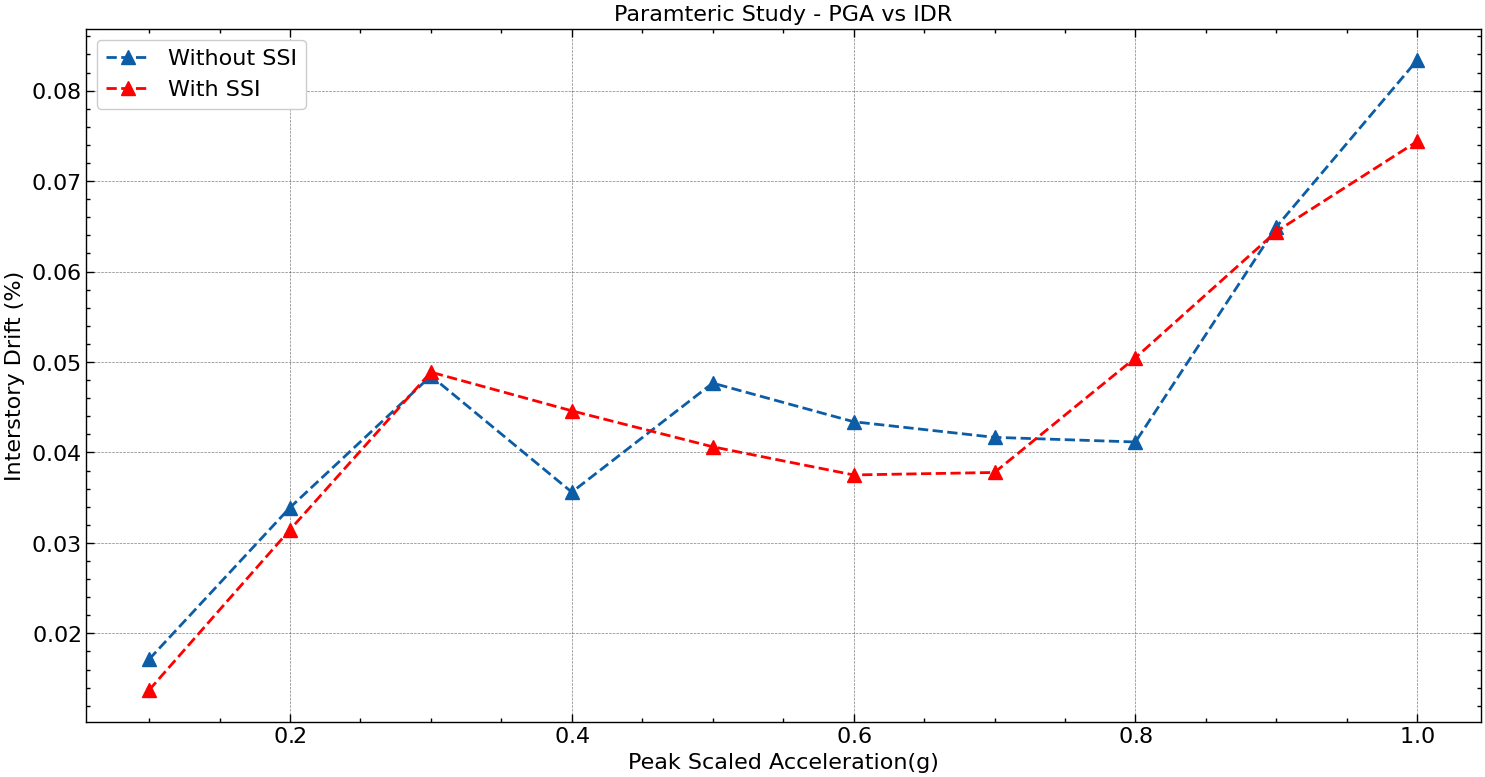 Paramteric Study - PGA vs IDR
Without SSI
With SSI
0.08
0.07
0.06
0.05
0.04
0.03
0.02
Interstory Drift (%)
0.2 0.4 0.6 0.8 1.0
Peak Scaled Acceleration(g)